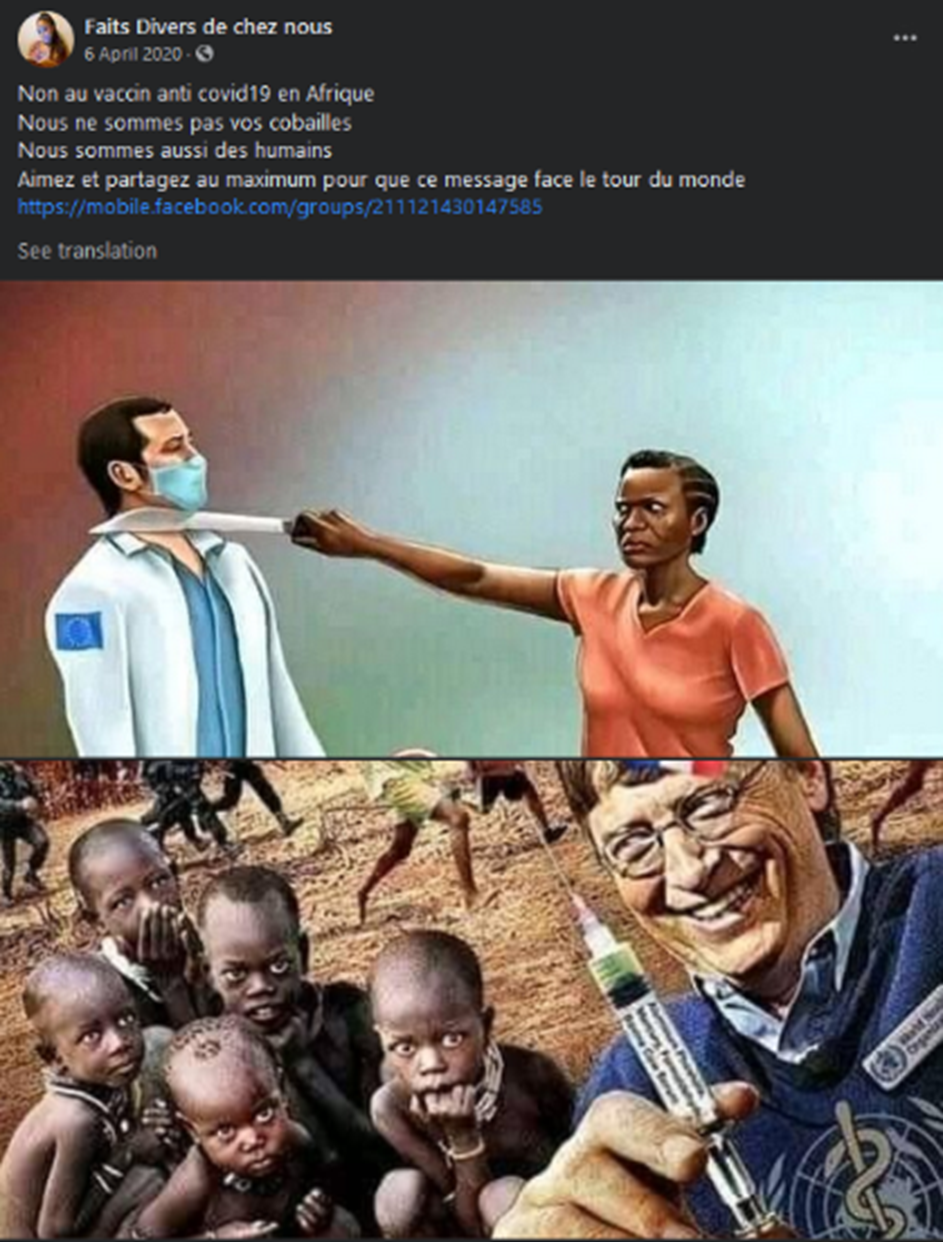 Faits Divers de chez nous
6 April 2020 ·
Non au vaccin anti covid19 en Afrique
Nous ne sommes pas vos cobailles
Nous sommes aussi des humains
Aimez et partagez au maximum pour que ce message face le tour du monde
https://mobile.facebook.com/groups/211121430147585
See translation
World